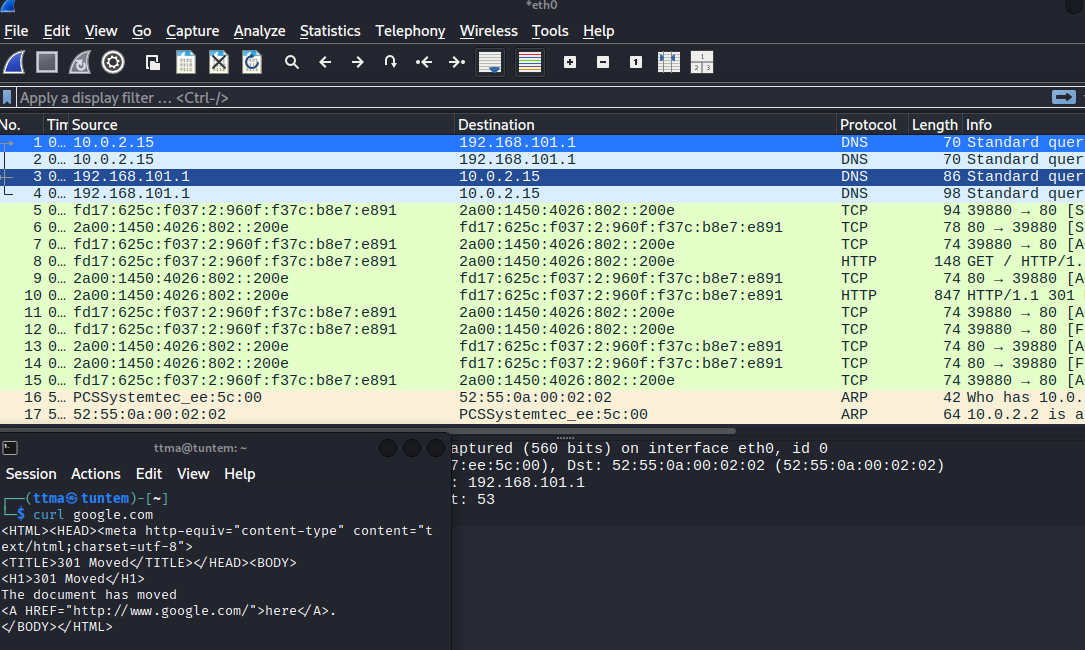 *eth0
File Edit View Go Capture Analyze Statistics Telephony Wireless Tools Help
Apply a display filter … <Ctrl-/>
No. Tim Source Destination Protocol Length Info
1 0… 10.0.2.15 192.168.101.1 DNS 70 Standard quer
2 0… 10.0.2.15 192.168.101.1 DNS 70 Standard quer
3 0… 192.168.101.1 10.0.2.15 DNS 86 Standard quer
4 0… 192.168.101.1 10.0.2.15 DNS 98 Standard quer
5 0… fd17:625c:f037:2:960f:f37c:b8e7:e891 2a00:1450:4026:802::200e TCP 94 39880 → 80 [S
6 0… 2a00:1450:4026:802::200e fd17:625c:f037:2:960f:f37c:b8e7:e891 TCP 78 80 → 39880 [S
7 0… fd17:625c:f037:2:960f:f37c:b8e7:e891 2a00:1450:4026:802::200e TCP 74 39880 → 80 [A
8 0… fd17:625c:f037:2:960f:f37c:b8e7:e891 2a00:1450:4026:802::200e HTTP 148 GET / HTTP/1.
9 0… 2a00:1450:4026:802::200e fd17:625c:f037:2:960f:f37c:b8e7:e891 TCP 74 80 → 39880 [A
10 0… 2a00:1450:4026:802::200e fd17:625c:f037:2:960f:f37c:b8e7:e891 HTTP 847 HTTP/1.1 301
11 0… fd17:625c:f037:2:960f:f37c:b8e7:e891 2a00:1450:4026:802::200e TCP 74 39880 → 80 [A
12 0… fd17:625c:f037:2:960f:f37c:b8e7:e891 2a00:1450:4026:802::200e TCP 74 39880 → 80 [F
13 0… 2a00:1450:4026:802::200e fd17:625c:f037:2:960f:f37c:b8e7:e891 TCP 74 80 → 39880 [A
14 0… 2a00:1450:4026:802::200e fd17:625c:f037:2:960f:f37c:b8e7:e891 TCP 74 80 → 39880 [F
15 0… fd17:625c:f037:2:960f:f37c:b8e7:e891 2a00:1450:4026:802::200e TCP 74 39880 → 80 [A
16 5… PCSSystemtec_ee:5c:00 52:55:0a:00:02:02 ARP 42 Who has 10.0.
17 5… 52:55:0a:00:02:02 PCSSystemtec_ee:5c:00 ARP 64 10.0.2.2 is a
aptured (560 bits) on interface eth0, id 0
7:ee:5c:00), Dst: 52:55:0a:00:02:02 (52:55:0a:00:02:02)
: 192.168.101.1
t: 53
ttma@tuntem: ~
Session Actions Edit View Help
┌──(ttma㉿tuntem)-[~]
└─$ curl google.com
<HTML><HEAD><meta http-equiv="content-type" content="t
ext/html;charset=utf-8">
<TITLE>301 Moved</TITLE></HEAD><BODY>
<H1>301 Moved</H1>
The document has moved
<A HREF="http://www.google.com/">here</A>.
</BODY></HTML>